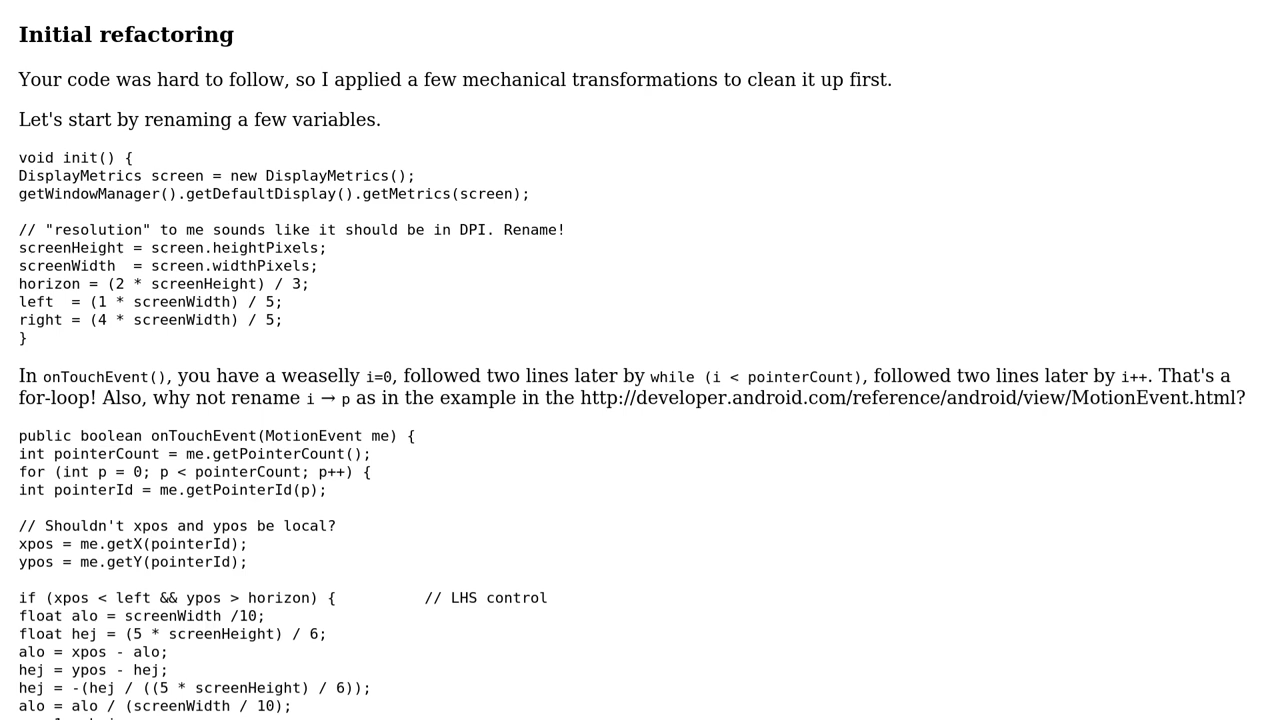 Initial refactoring
Your code was hard to follow, so I applied a few mechanical transformations to clean it up first.
Let's start by renaming a few variables.
void init() {
DisplayMetrics screen = new DisplayMetrics();
getWindowManager().getDefaultDisplay().getMetrics(screen);
// "resolution" to me sounds like it should be in DPI. Rename!
screenHeight = screen.heightPixels;
screenWidth  = screen.widthPixels;
horizon = (2 * screenHeight) / 3;
left  = (1 * screenWidth) / 5;
right = (4 * screenWidth) / 5;
}
In onTouchEvent(), you have a weaselly i=0, followed two lines later by while (i < pointerCount), followed two lines later by i++. That's a
for-loop! Also, why not rename i → p as in the example in the http://developer.android.com/reference/android/view/MotionEvent.html?
public boolean onTouchEvent(MotionEvent me) {
int pointerCount = me.getPointerCount();
for (int p = 0; p < pointerCount; p++) {
int pointerId = me.getPointerId(p);
// Shouldn't xpos and ypos be local?
xpos = me.getX(pointerId);
ypos = me.getY(pointerId);
if (xpos < left && ypos > horizon) {          // LHS control
float alo = screenWidth /10;
float hej = (5 * screenHeight) / 6;
alo = xpos - alo;
hej = ypos - hej;
hej = -(hej / ((5 * screenHeight) / 6));
alo = alo / (screenWidth / 10);